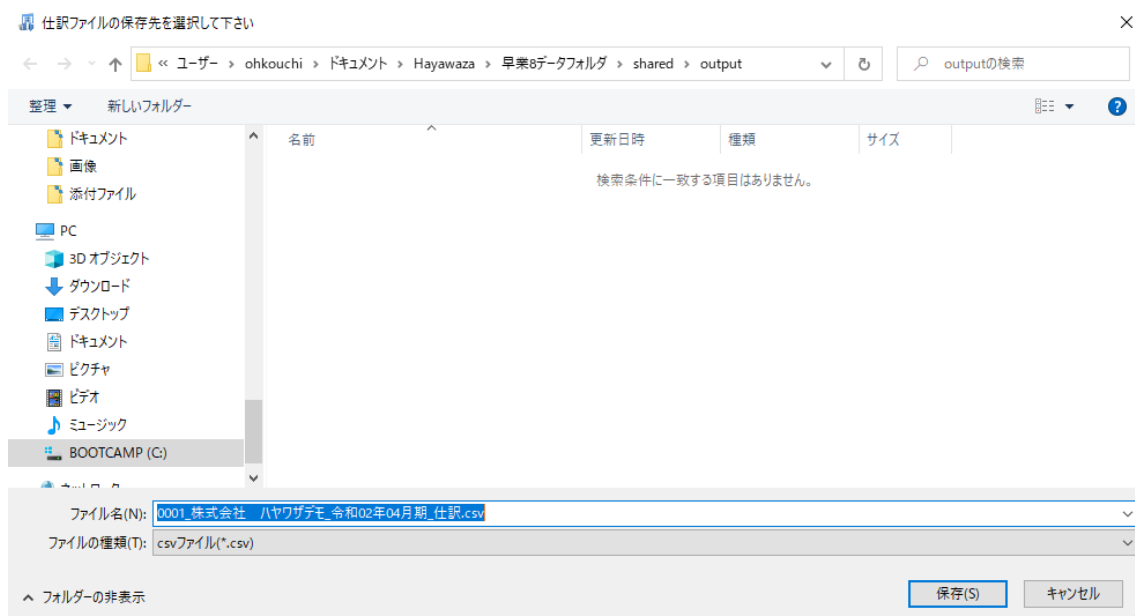 仕訳ファイルの保存先を選択して下さい
« ユーザー › ohkouchi › ドキュメント › Hayawaza › 早業8データフォルダ › shared › output
outputの検索
整理 新しいフォルダー
ドキュメント
画像
添付ファイル
PC
3D オブジェクト
ダウンロード
デスクトップ
ドキュメント
ピクチャ
ビデオ
ミュージック
BOOTCAMP (C:)
名前 更新日時 種類 サイズ
検索条件に一致する項目はありません。
ファイル名(N): 0001_株式会社　ハヤワザデモ_令和02年04月期_仕訳.csv
ファイルの種類(T): csvファイル(*.csv)
フォルダーの非表示
保存(S) キャンセル